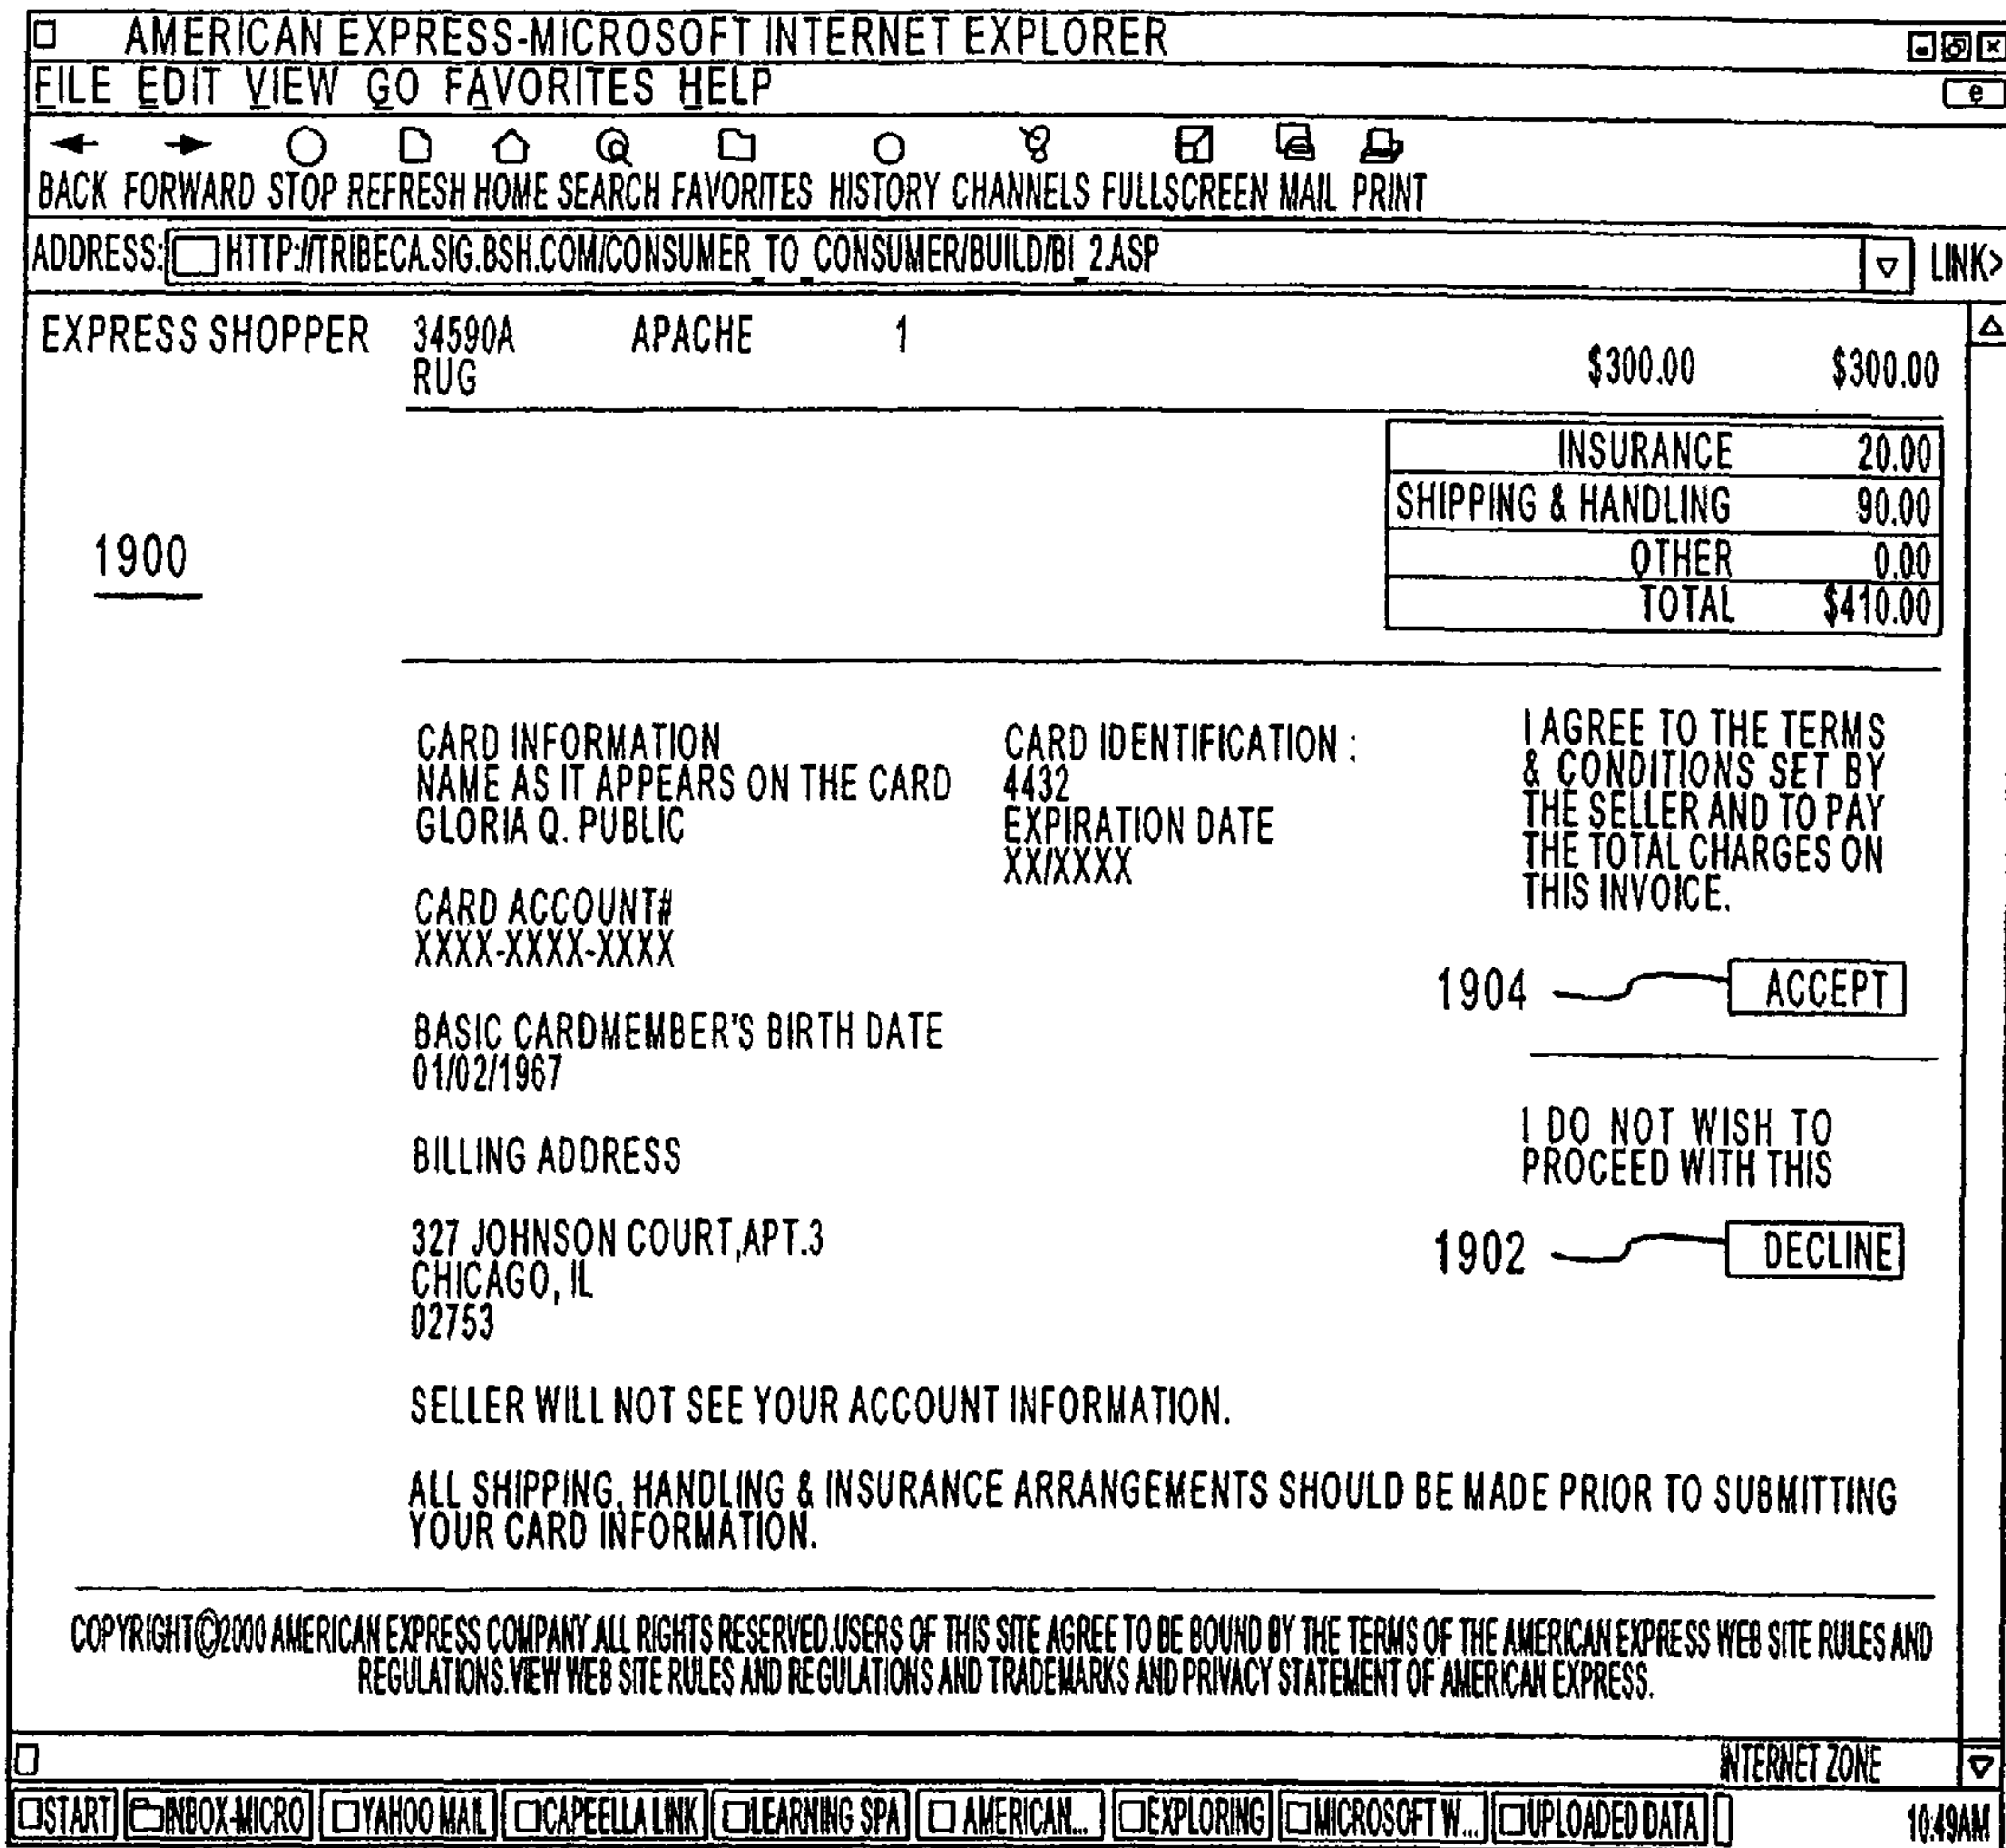 AMERICAN EXPRESS-MICROSOFT INTERNET EXPLORER
FILE EDIT VIEW GO FAVORITES HELP
e
BACK FORWARD STOP REFRESH HOME SEARCH FAVORITES HISTORY CHANNELS FULLSCREEN MAIL PRINT
ADDRESS: HTTP://TRIBECA.SIG.BSH.COM/CONSUMER_TO_CONSUMER/BUILD/BI_2.ASP LINK>
EXPRESS SHOPPER 34590A APACHE 1
RUG $300.00 $300.00
INSURANCE 20.00
SHIPPING & HANDLING 90.00
OTHER 0.00
TOTAL $410.00
1900
CARD INFORMATION
NAME AS IT APPEARS ON THE CARD
GLORIA Q. PUBLIC
CARD IDENTIFICATION :
4432
EXPIRATION DATE
XX/XXXX
I AGREE TO THE TERMS
& CONDITIONS SET BY
THE SELLER AND TO PAY
THE TOTAL CHARGES ON
THIS INVOICE.
CARD ACCOUNT#
XXXX-XXXX-XXXX
1904 ACCEPT
BASIC CARDMEMBER'S BIRTH DATE
01/02/1967
I DO NOT WISH TO
PROCEED WITH THIS
BILLING ADDRESS
327 JOHNSON COURT,APT.3
CHICAGO, IL
02753
1902 DECLINE
SELLER WILL NOT SEE YOUR ACCOUNT INFORMATION.
ALL SHIPPING, HANDLING & INSURANCE ARRANGEMENTS SHOULD BE MADE PRIOR TO SUBMITTING
YOUR CARD INFORMATION.
COPYRIGHT©2000 AMERICAN EXPRESS COMPANY.ALL RIGHTS RESERVED.USERS OF THIS SITE AGREE TO BE BOUND BY THE TERMS OF THE AMERICAN EXPRESS WEB SITE RULES AND
REGULATIONS.VIEW WEB SITE RULES AND REGULATIONS AND TRADEMARKS AND PRIVACY STATEMENT OF AMERICAN EXPRESS.
INTERNET ZONE
START INBOX-MICRO YAHOO MAIL CAPEELLA LINK LEARNING SPA AMERICAN... EXPLORING MICROSOFT W... UPLOADED DATA 10:49AM